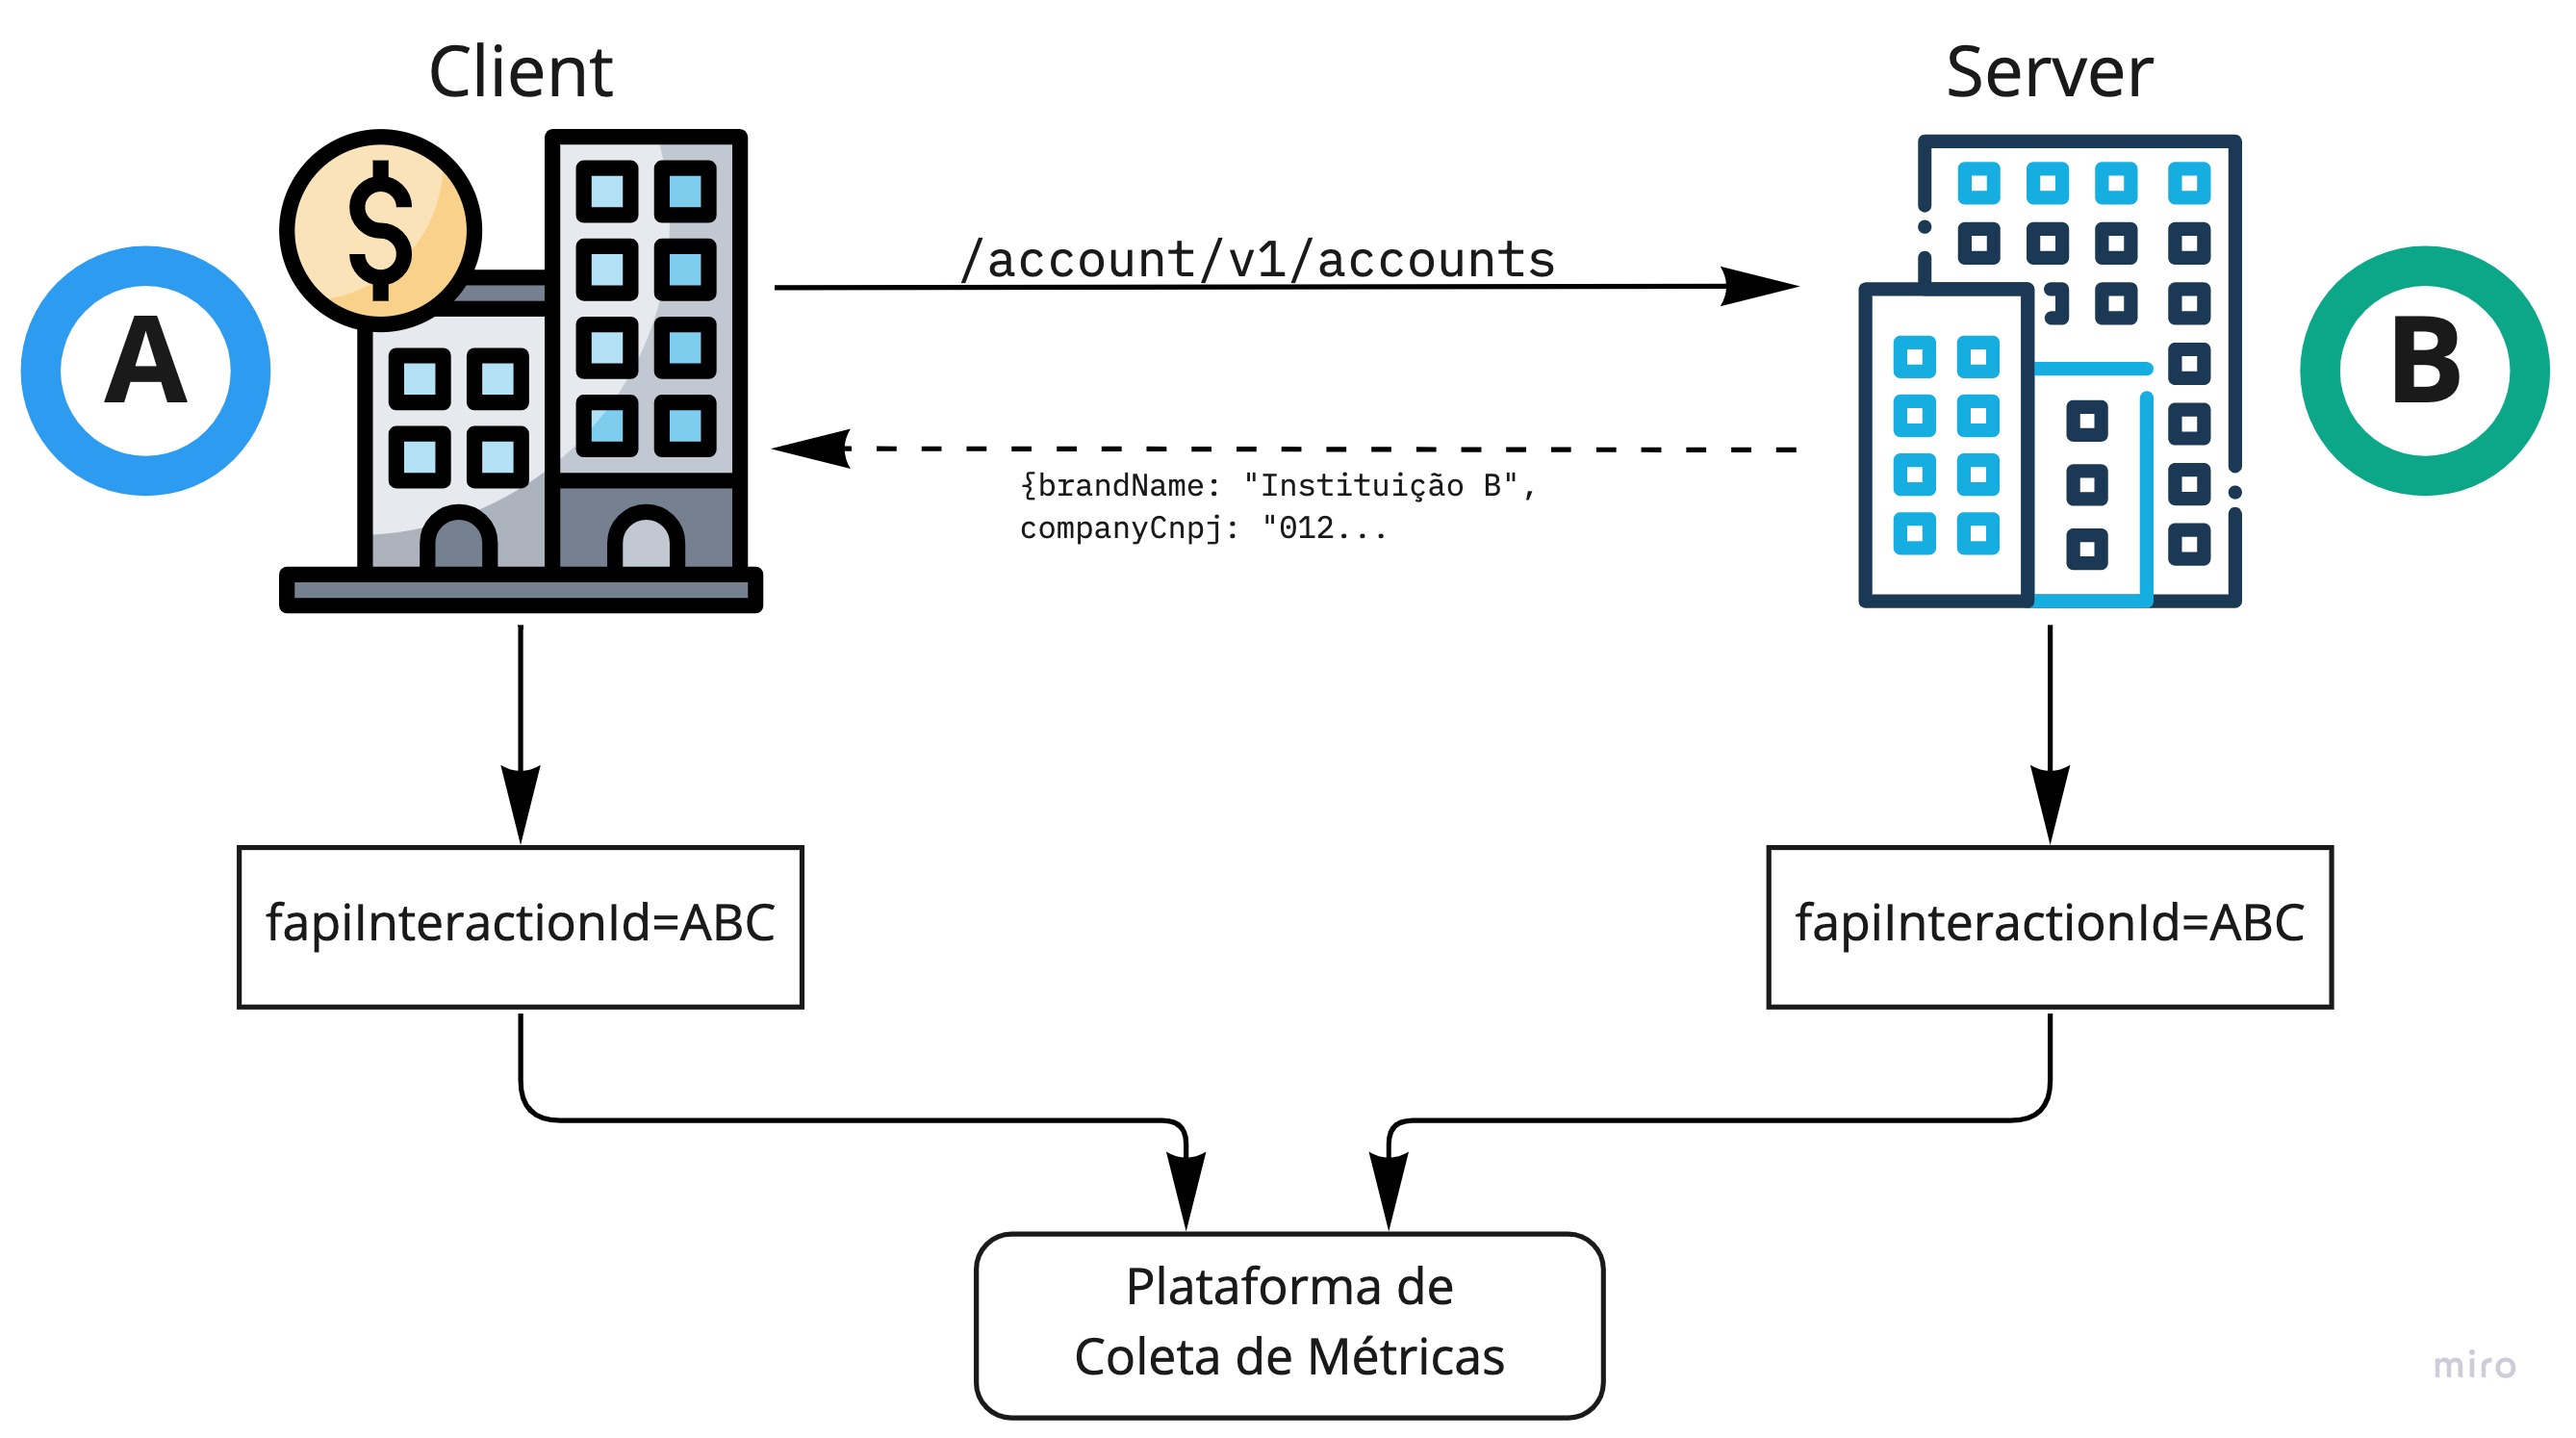 Client
Server
A
/account/v1/accounts
B
{brandName: "Instituição B",
companyCnpj: "012...
fapiInteractionId=ABC
fapiInteractionId=ABC
Plataforma de
Coleta de Métricas
miro